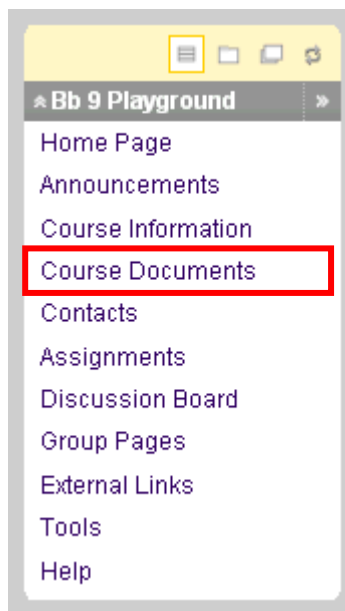 Bb 9 Playground
Home Page
Announcements
Course Information
Course Documents
Contacts
Assignments
Discussion Board
Group Pages
External Links
Tools
Help